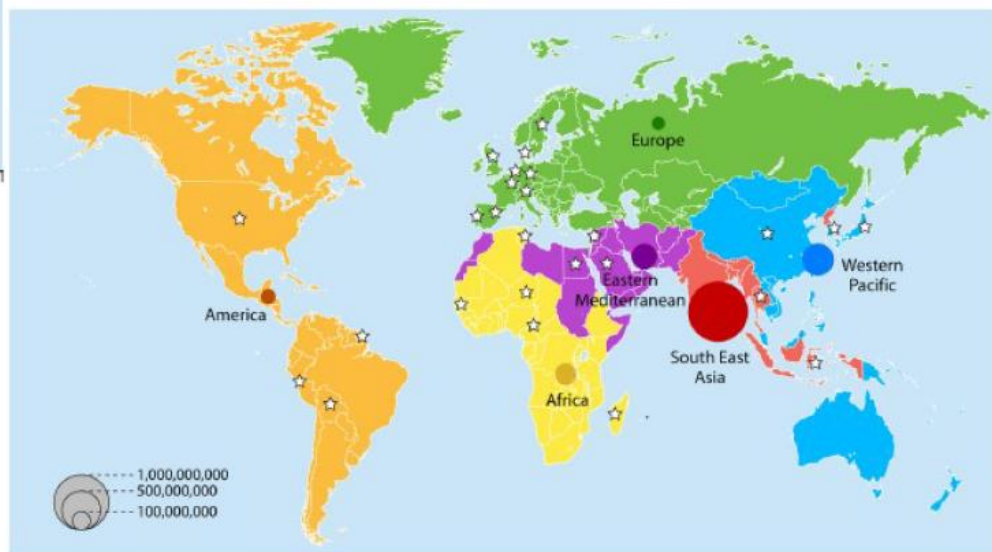 Europe
Western
Pacific
Eastern
Mediterranean
America
South East
Asia
Africa
1,000,000,000
500,000,000
100,000,000